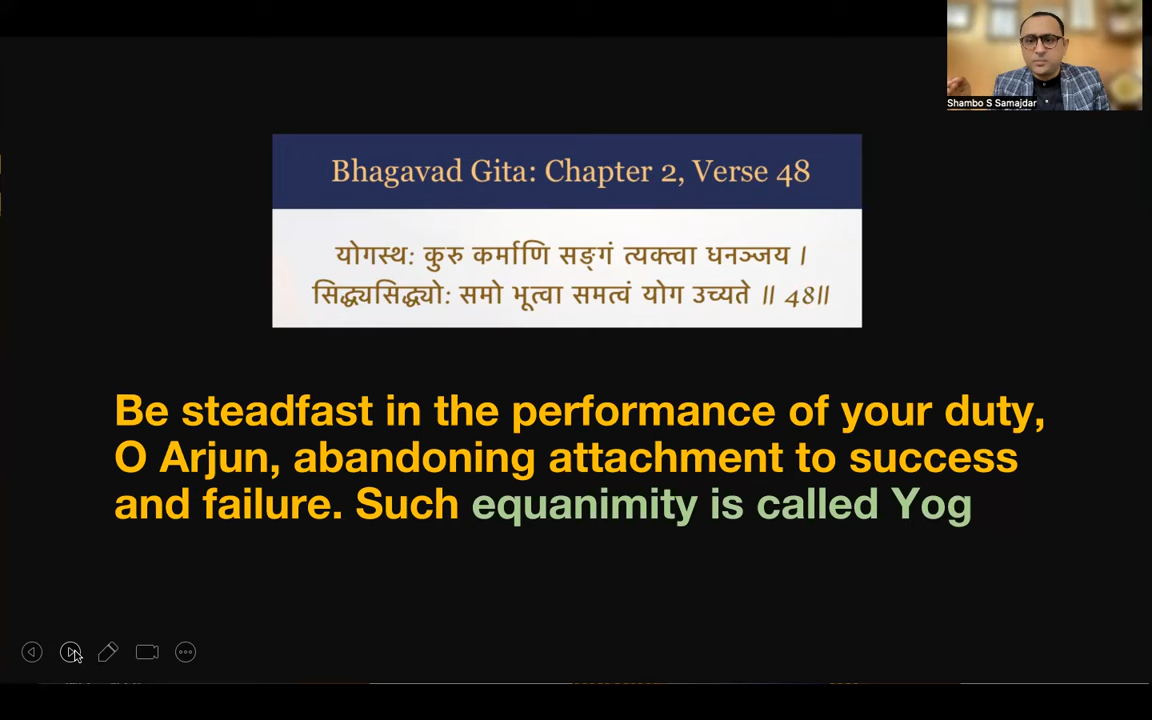 Shambo S Samajdar
Bhagavad Gita: Chapter 2, Verse 48
योगस्थ: कुरु कर्माणि सङ्गं त्यक्त्वा धनञ्जय ।
सिद्ध्यसिद्ध्यो: समो भूत्वा समत्वं योग उच्यते ॥ 48॥
Be steadfast in the performance of your duty,
O Arjun, abandoning attachment to success
and failure. Such equanimity is called Yog